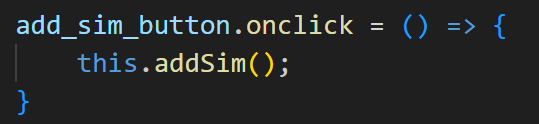 add_sim_button.onclick = () => {
    this.addSim();
}